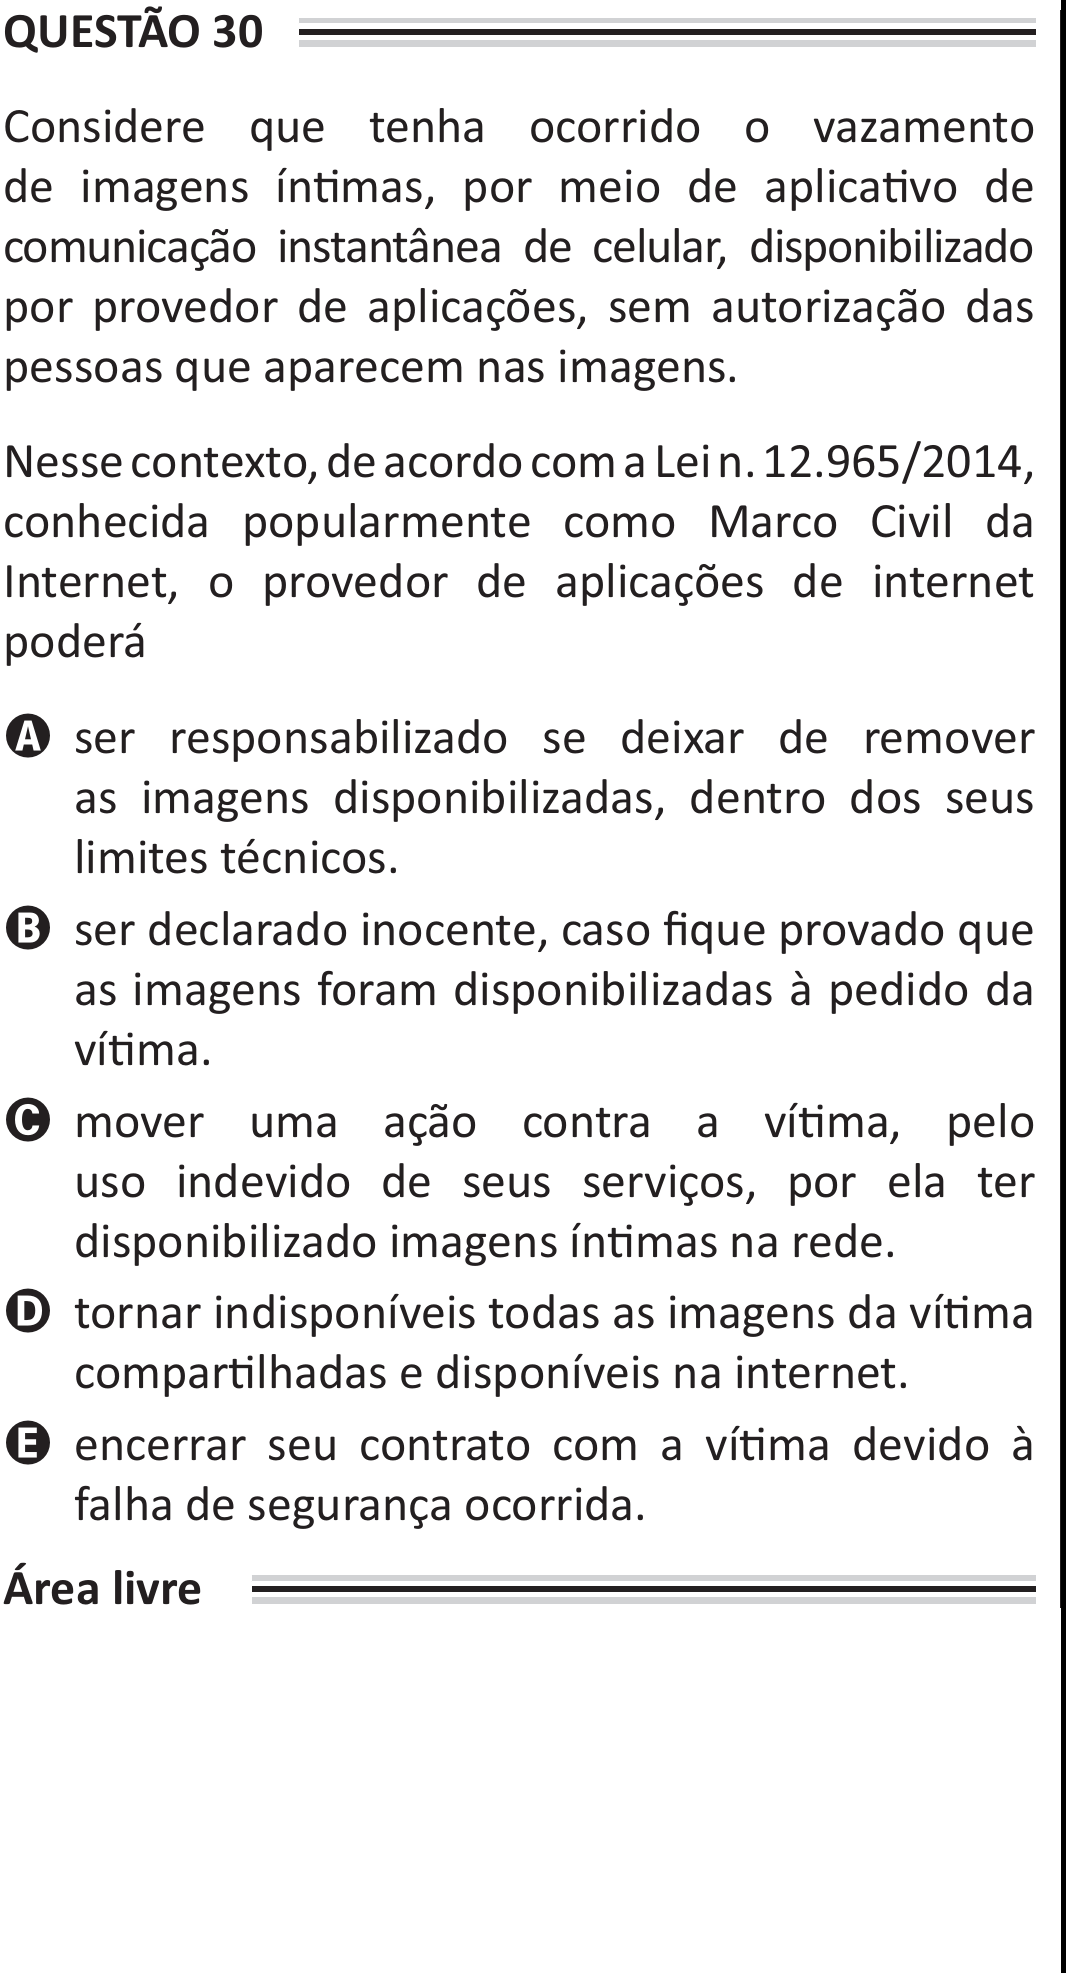 QUESTÃO 30
Considere que tenha ocorrido o vazamento
de imagens íntimas, por meio de aplicativo de
comunicação instantânea de celular, disponibilizado
por provedor de aplicações, sem autorização das
pessoas que aparecem nas imagens.
Nesse contexto, de acordo com a Lei n. 12.965/2014,
conhecida popularmente como Marco Civil da
Internet, o provedor de aplicações de internet
poderá
A ser responsabilizado se deixar de remover
as imagens disponibilizadas, dentro dos seus
limites técnicos.
B ser declarado inocente, caso fique provado que
as imagens foram disponibilizadas à pedido da
vítima.
C mover uma ação contra a vítima, pelo
uso indevido de seus serviços, por ela ter
disponibilizado imagens íntimas na rede.
D tornar indisponíveis todas as imagens da vítima
compartilhadas e disponíveis na internet.
E encerrar seu contrato com a vítima devido à
falha de segurança ocorrida.
Área livre